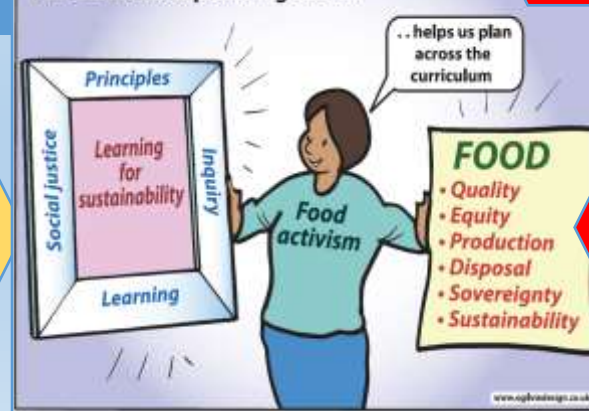 . . helps us plan
across the
curriculum
Principles
Social justice
Learning
for
sustainability
Inquiry
Learning
Food
activism
FOOD
• Quality
• Equity
• Production
• Disposal
• Sovereignty
• Sustainability
www.ogilviedesign.co.uk